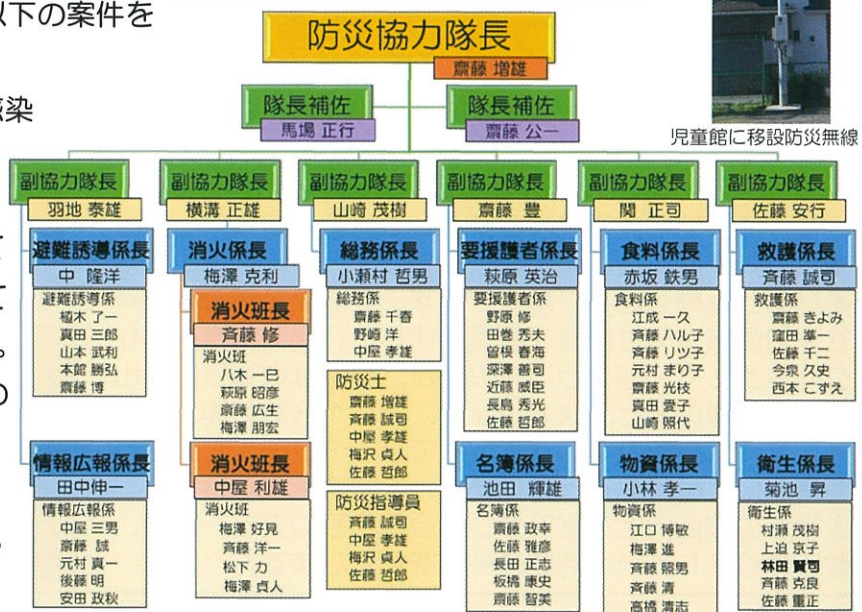 以下の案件を
感染
て
て
。
の
。
防災協力隊長
齋藤 増雄
隊長補佐
馬場 正行
隊長補佐
齋藤 公一
児童館に移設防災無線
副協力隊長
羽地 泰雄
副協力隊長
横溝 正雄
副協力隊長
山崎 茂樹
副協力隊長
齋藤 豊
副協力隊長
関 正司
副協力隊長
佐藤 安行
避難誘導係長
中 隆洋
避難誘導係
植木 了一
真田 三郎
山本 武利
本館 勝弘
齋藤 博
情報広報係長
田中伸一
情報広報係
中屋 三男
齋藤 誠
元村 真一
後藤 明
安田 政秋
消火係長
梅澤 克利
消火班長
斉藤 修
消火班
八木 一巳
萩原 昭彦
齋藤 広生
梅澤 朋宏
消火班長
中屋 利雄
消火班
梅澤 好見
斉藤 洋一
松下 力
梅澤 貞人
総務係長
小瀬村 哲男
総務係
齋藤 千春
野崎 洋
中屋 孝雄
防災士
齋藤 増雄
斉藤 誠司
中屋 孝雄
梅沢 貞人
佐藤 哲郎
防災指導員
斉藤 誠司
中屋 孝雄
梅沢 貞人
佐藤 哲郎
要援護者係長
萩原 英治
要援護者係
野原 修
田巻 秀夫
曽根 春海
深澤 善司
近藤 威臣
長島 秀光
佐藤 哲郎
名簿係長
池田 輝雄
名簿係
齋藤 政幸
佐藤 雅彦
長田 正志
板橋 康史
齋藤 智美
食料係長
赤坂 鉄男
食料係
江成 一久
斉藤 ハル子
斉藤 リツ子
元村 まり子
齋藤 光枝
真田 愛子
山崎 照代
物資係長
小林 孝一
物資係
江口 博敏
梅澤 進
斉藤 照男
斉藤 清
高橋 清志
救護係長
斉藤 誠司
救護係
齋藤 きよみ
窪田 準一
佐藤 千二
今泉 久史
西本 こずえ
衛生係長
菊池 昇
衛生係
村瀬 茂樹
上迫 京子
林田 賢司
斉藤 克良
佐藤 重正